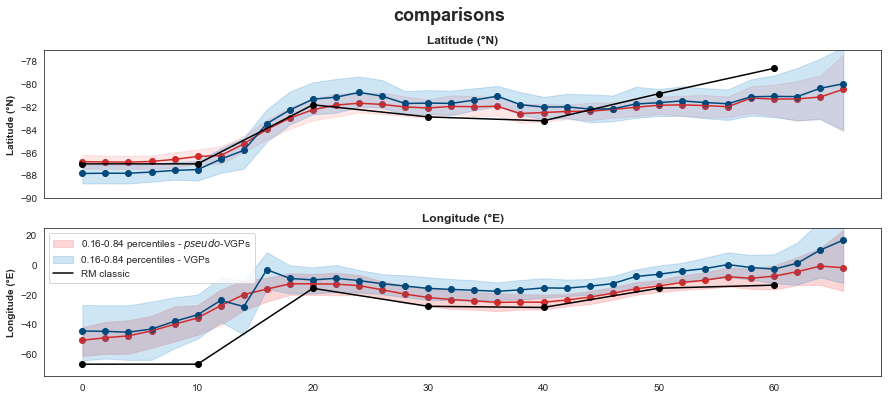 comparisons
Latitude (°N)
Latitude (°N)
−78
−80
−82
−84
−86
−88
−90
Longitude (°E)
Longitude (°E)
20
0
−20
−40
−60
0.16-0.84 percentiles - pseudo-VGPs
0.16-0.84 percentiles - VGPs
RM classic
0 10 20 30 40 50 60